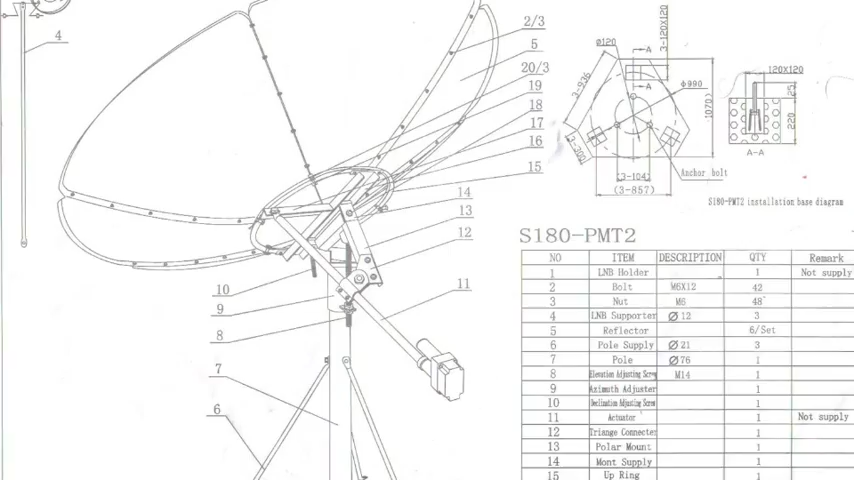 4
2/3
5
20/3
19
18
17
16
15
14
13
12
11
10
9
8
7
6
ø120
A
A
3-120X120
3-936
Φ990
(1070)
3-300
3-104
(3-857)
Anchor bolt
120X120
25
220
A-A
S180-PMT2 installation base diagram
S180-PMT2
NO ITEM DESCRIPTION QTY Remark
1 LNB Holder 1 Not supply
2 Bolt M6X12 42
3 Nut M6 48
4 LNB Supporter Ø12 3
5 Reflector 6/Set
6 Pole Supply Ø21 3
7 Pole Ø76 1
8 Elevation Adjusting Screw M14 1
9 Azimuth Adjuster 1
10 Declination Adjusting Screw 1
11 Actuator 1 Not supply
12 Triange Connecter 1
13 Polar Mount 1
14 Mont Supply 1
15 Up Ring 1